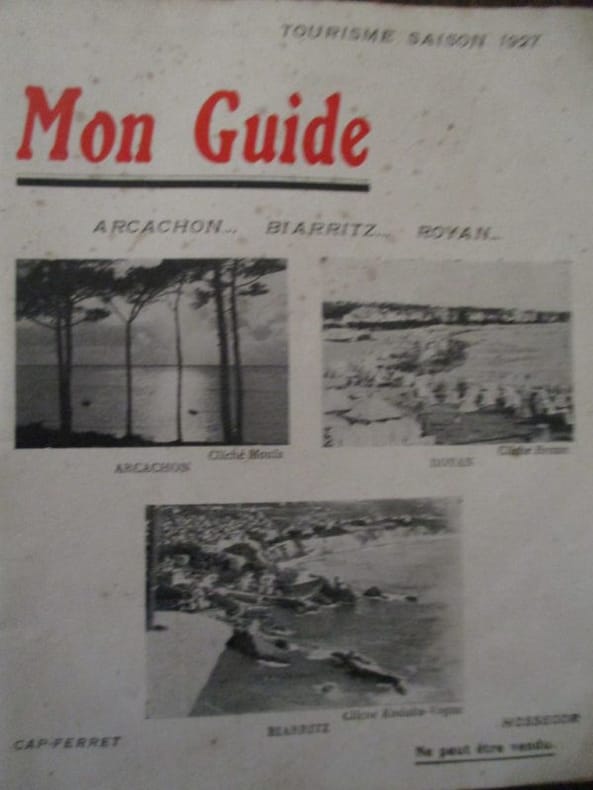 TOURISME SAISON 1927
Mon Guide
ARCACHON... BIARRITZ... ROYAN...
Cliché
ARCACHON
Cliché
ROYAN
Cliché
BIARRITZ
HOSSEGOR
CAP-FERRET
Ne peut être vendu.